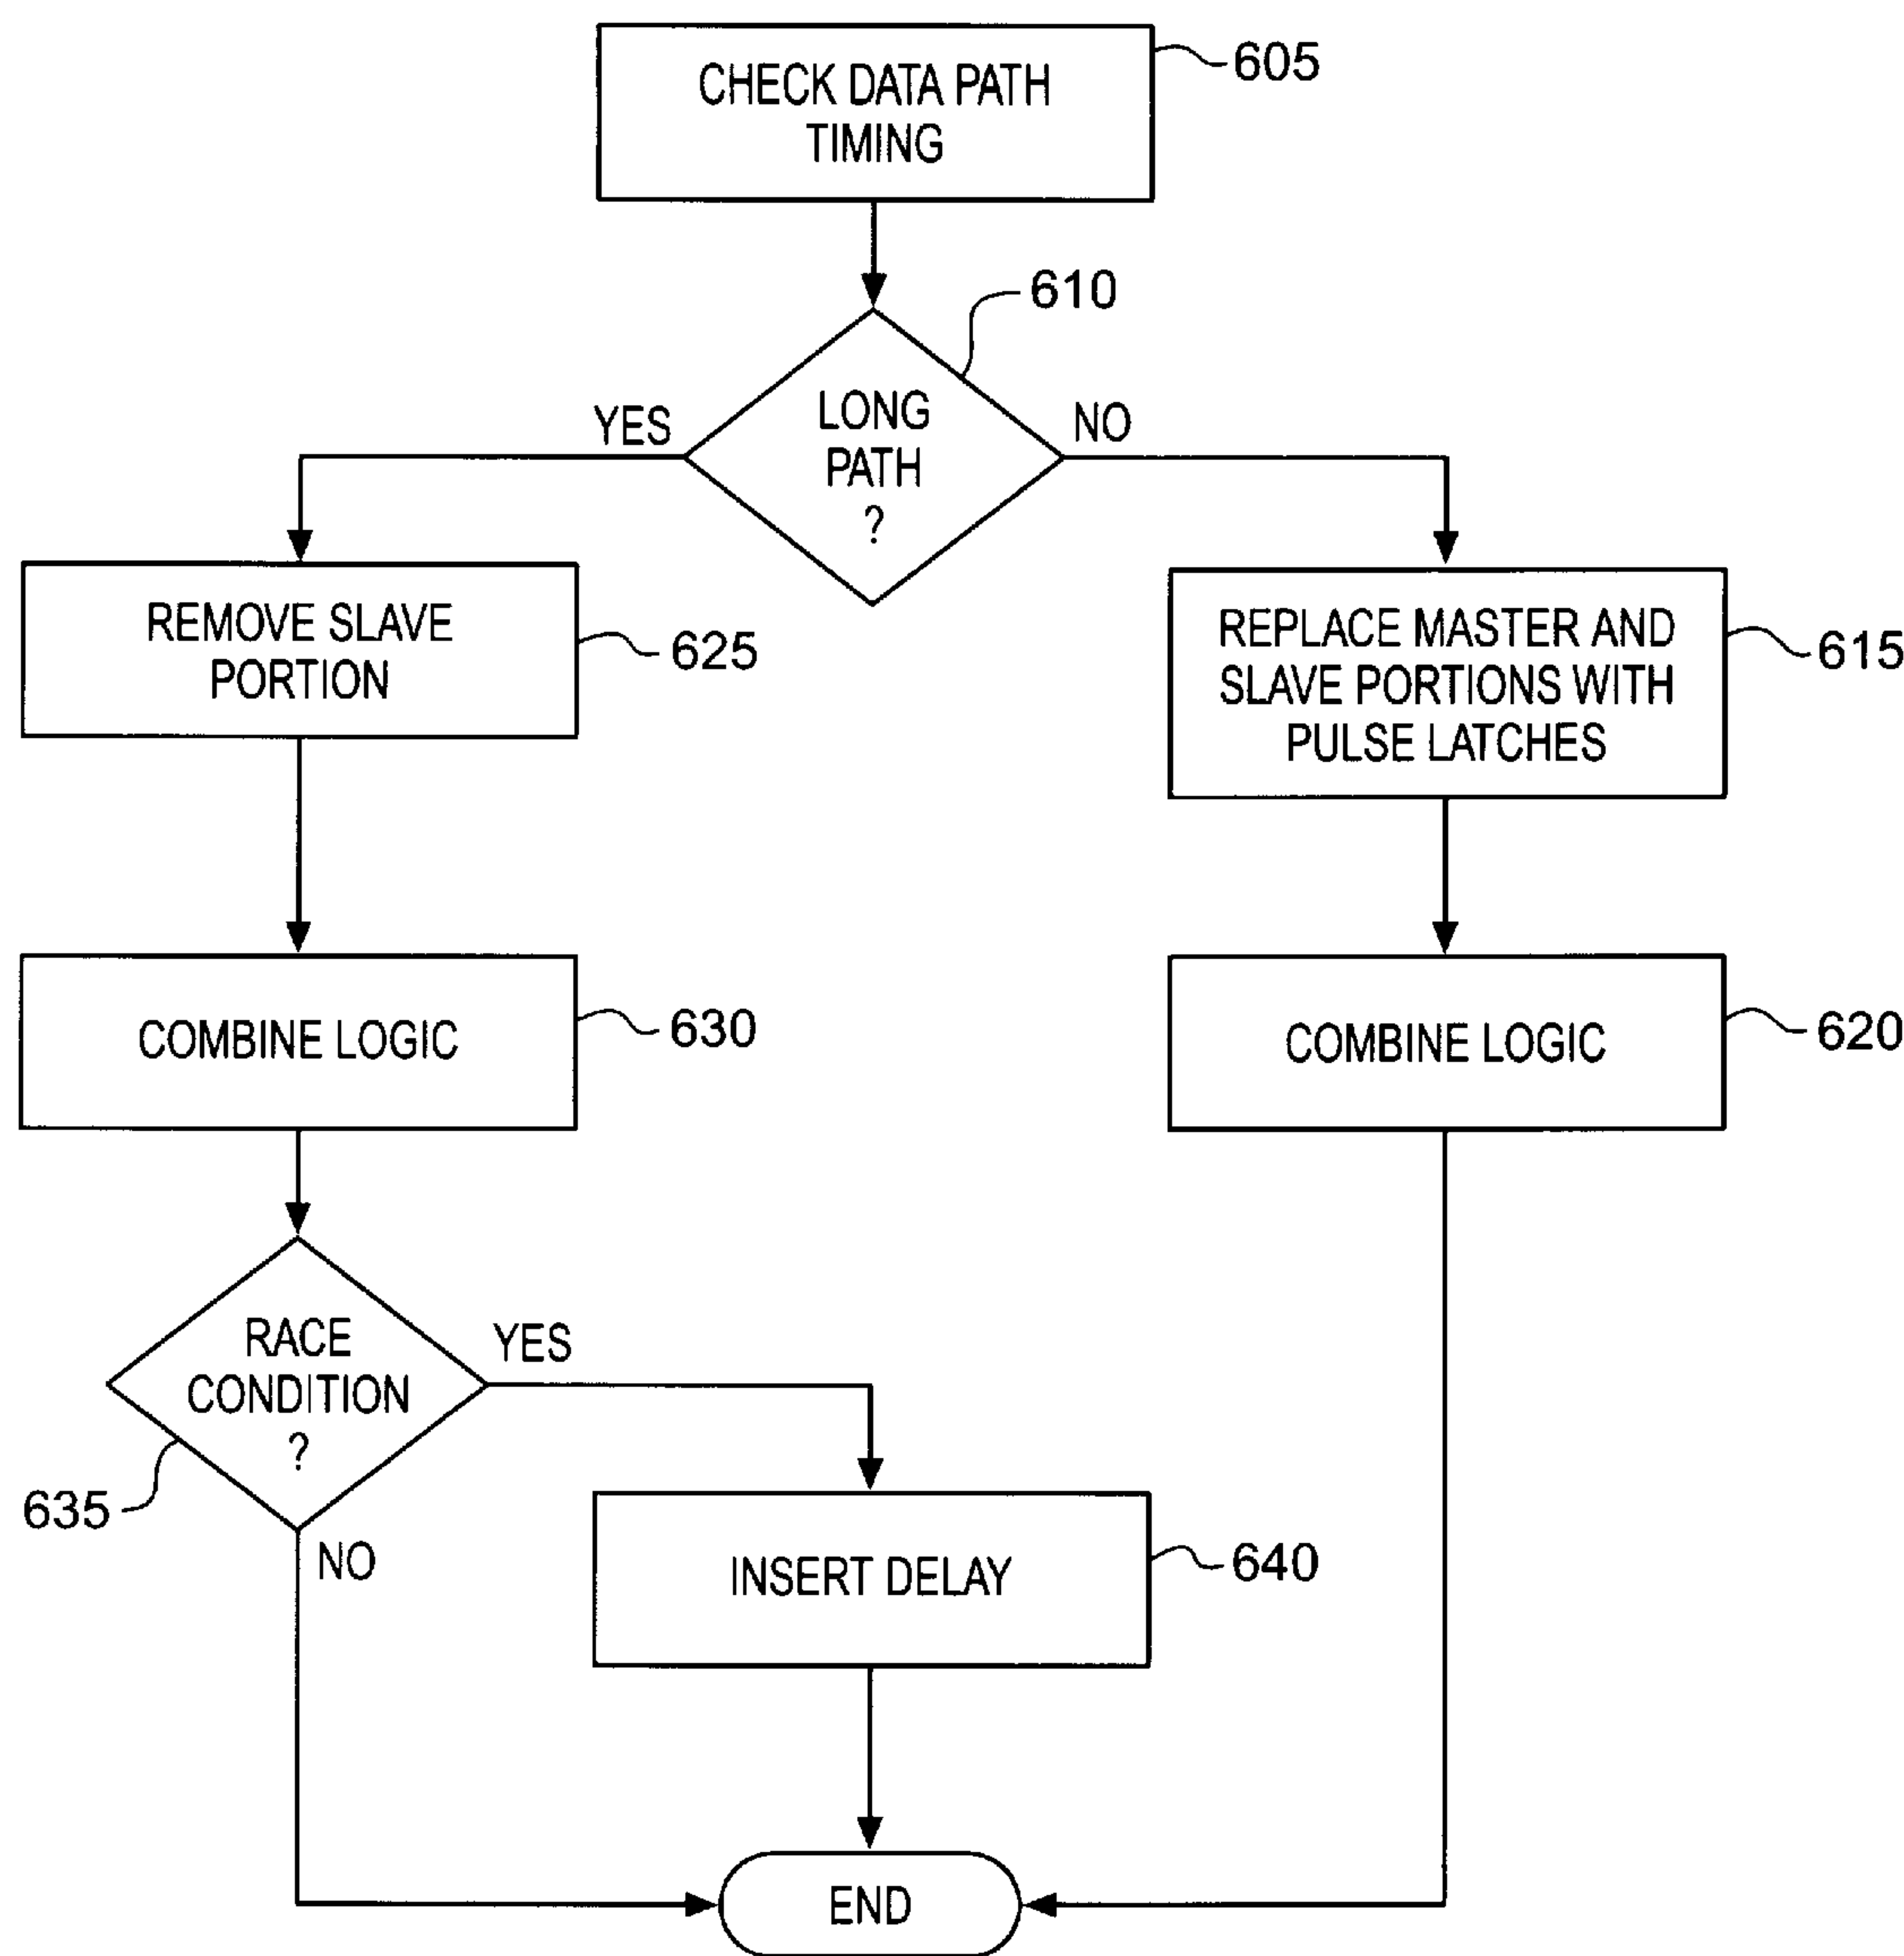 CHECK DATA PATH
TIMING
605
610
LONG
PATH
?
YES
NO
REMOVE SLAVE
PORTION
625
REPLACE MASTER AND
SLAVE PORTIONS WITH
PULSE LATCHES
615
COMBINE LOGIC
630
COMBINE LOGIC
620
RACE
CONDITION
?
YES
635
NO
INSERT DELAY
640
END